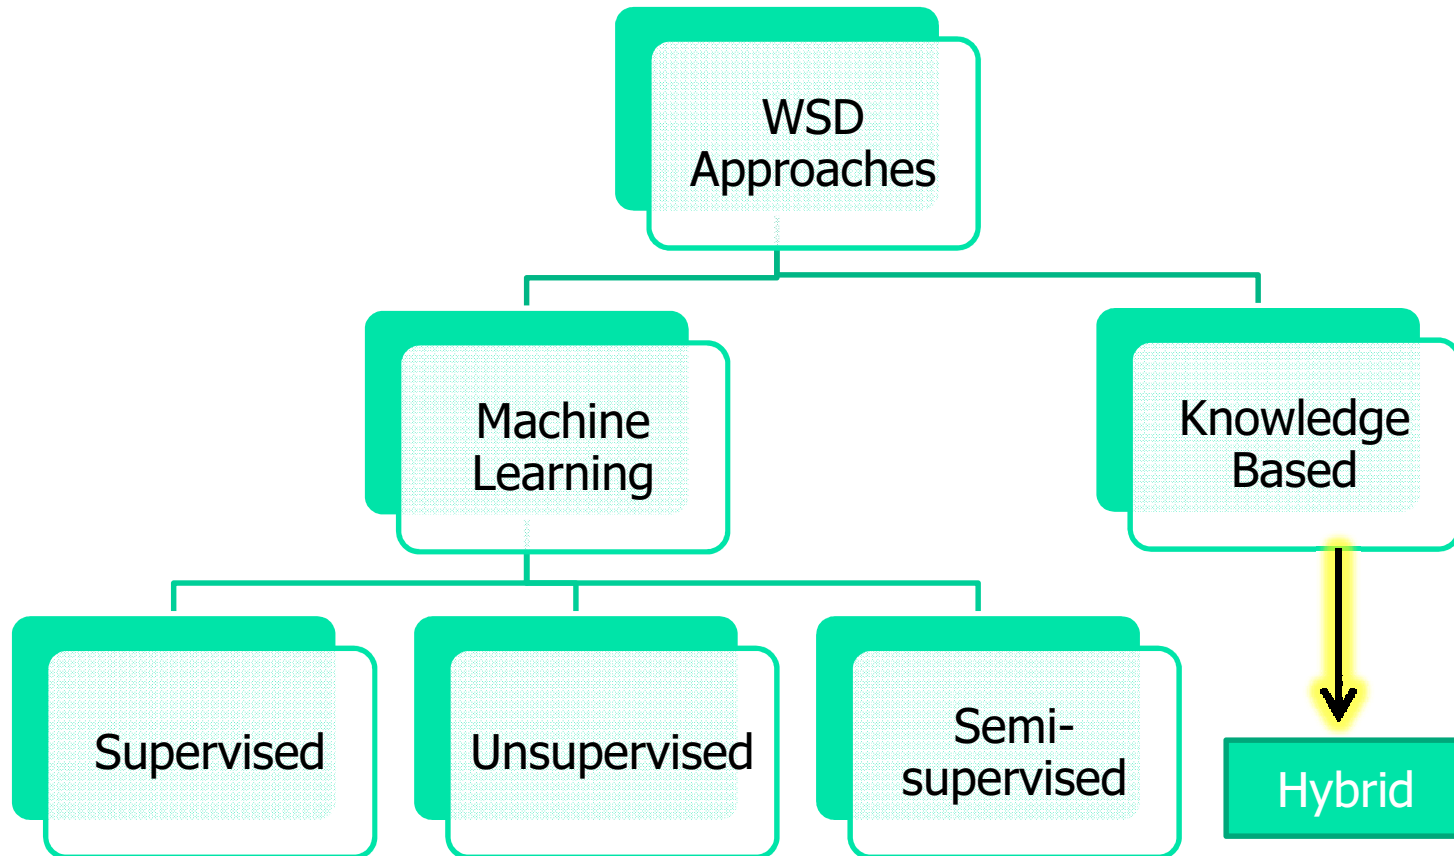 WSD
Approaches
Machine
Learning
Knowledge
Based
Supervised
Unsupervised
Semi-
supervised
Hybrid